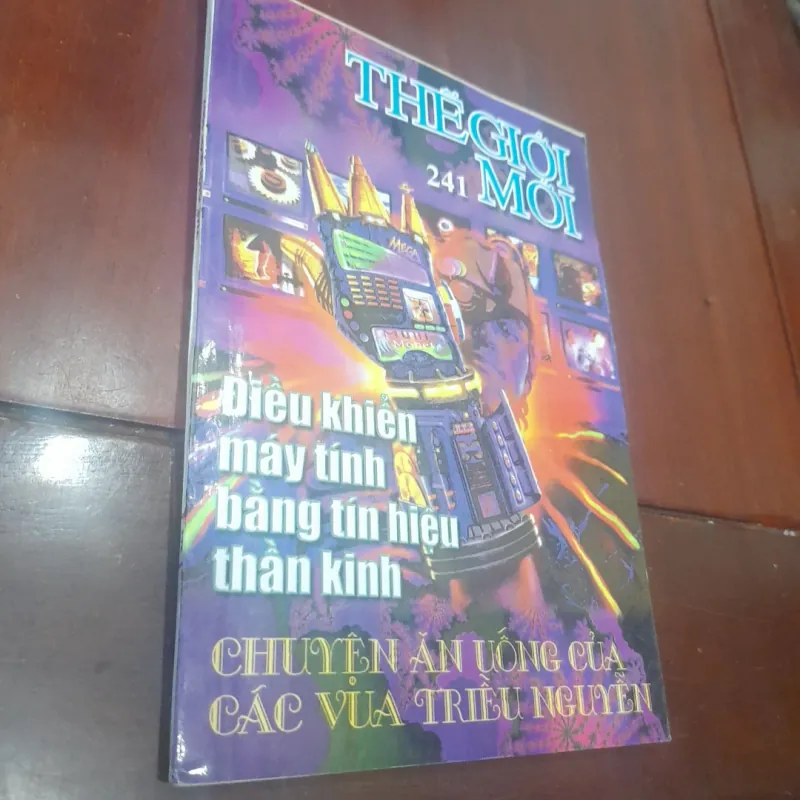 THẾ GIỚI
241 MỚI
MEGA
Điều khiển
máy tính
bằng tín hiệu
thần kinh
CHUYỆN ĂN UỐNG CỦA
CÁC VUA TRIỀU NGUYỄN